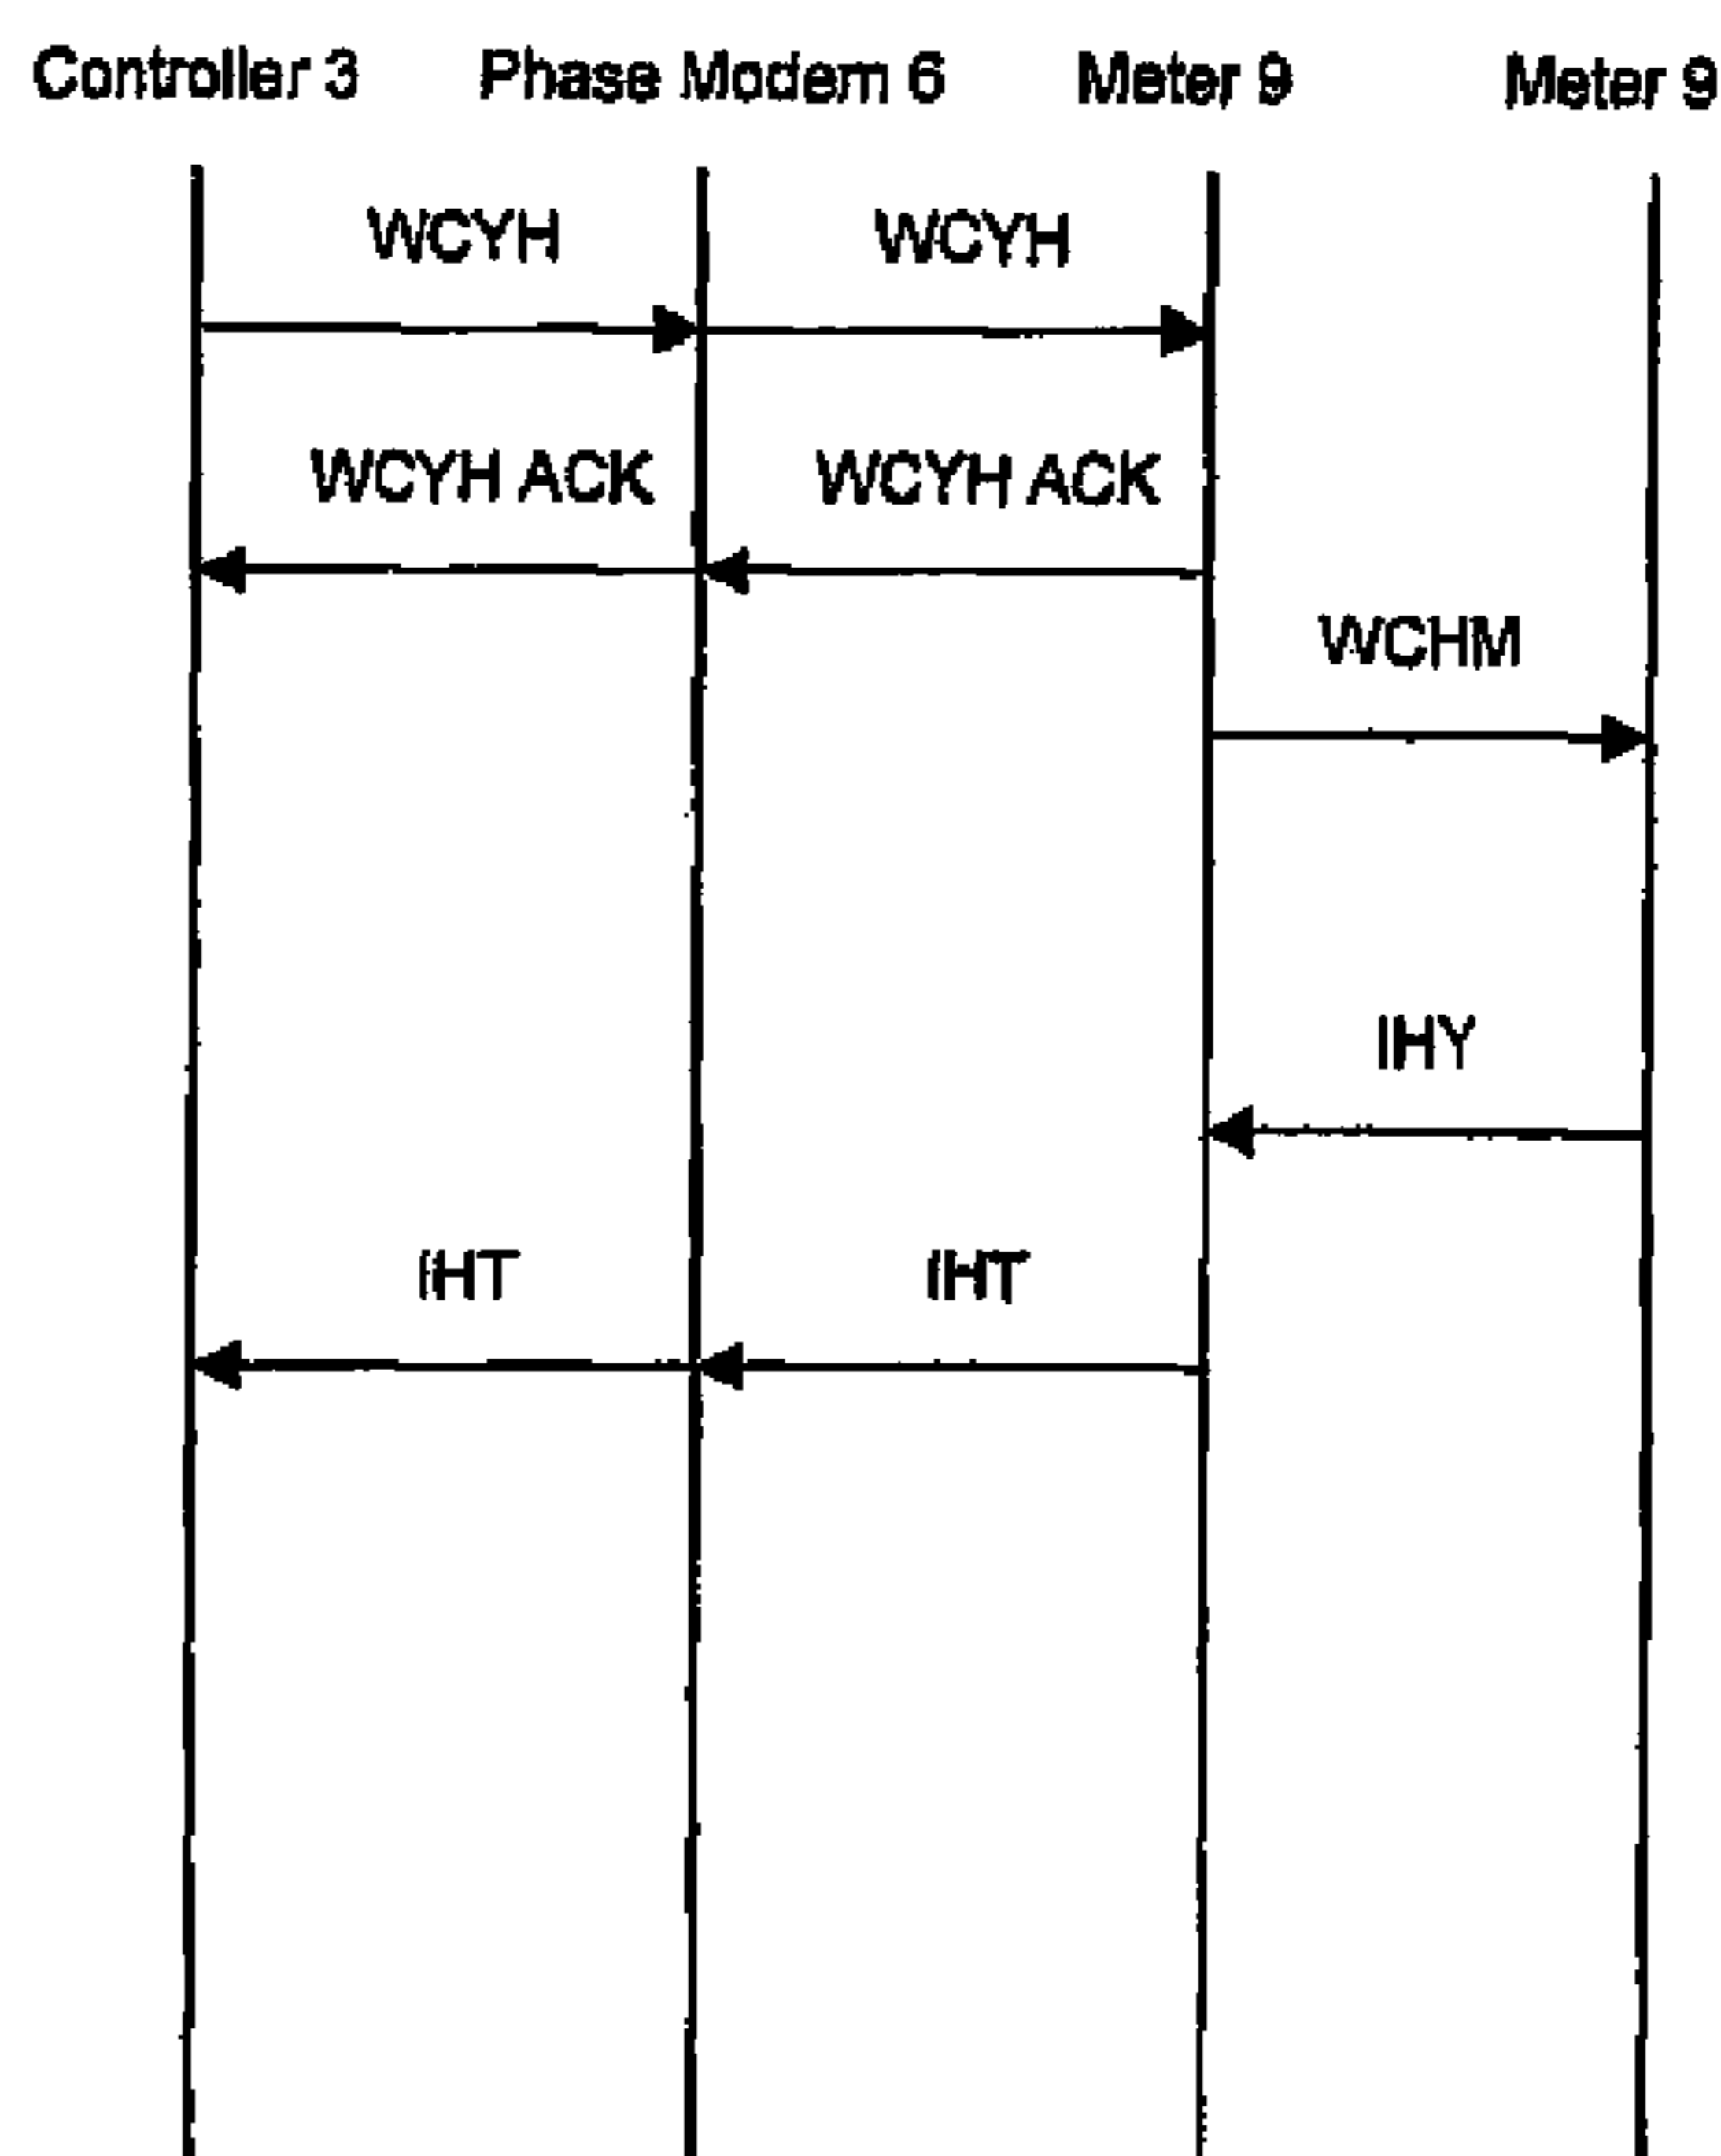 Controller 3 Phase Modem 6 Meter 9 Meter 9
WCYH WCYH
WCYH ACK WCYH ACK
WCHM
IHY
IHT IHT